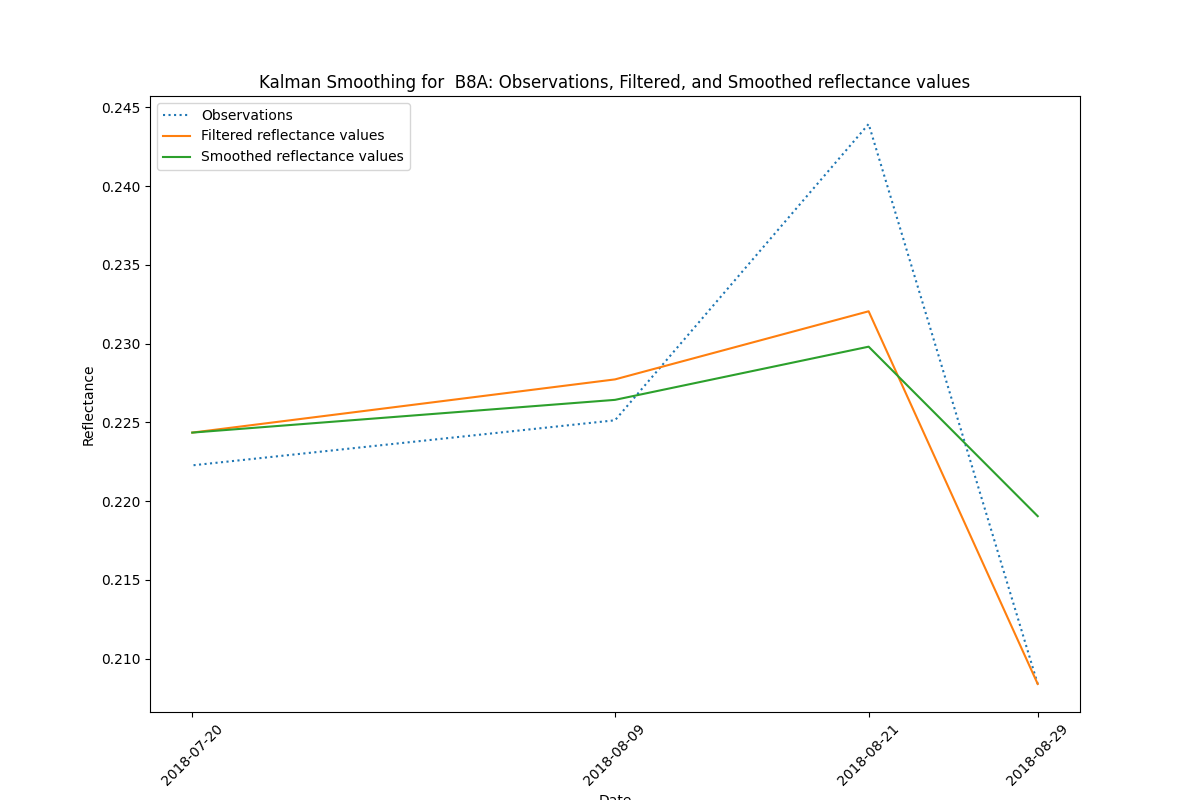 Kalman Smoothing for  B8A: Observations, Filtered, and Smoothed reflectance values
Observations
Filtered reflectance values
Smoothed reflectance values
0.245
0.240
0.235
0.230
0.225
0.220
0.215
0.210
Reflectance
2018-07-20
2018-08-09
2018-08-21
2018-08-29
Date